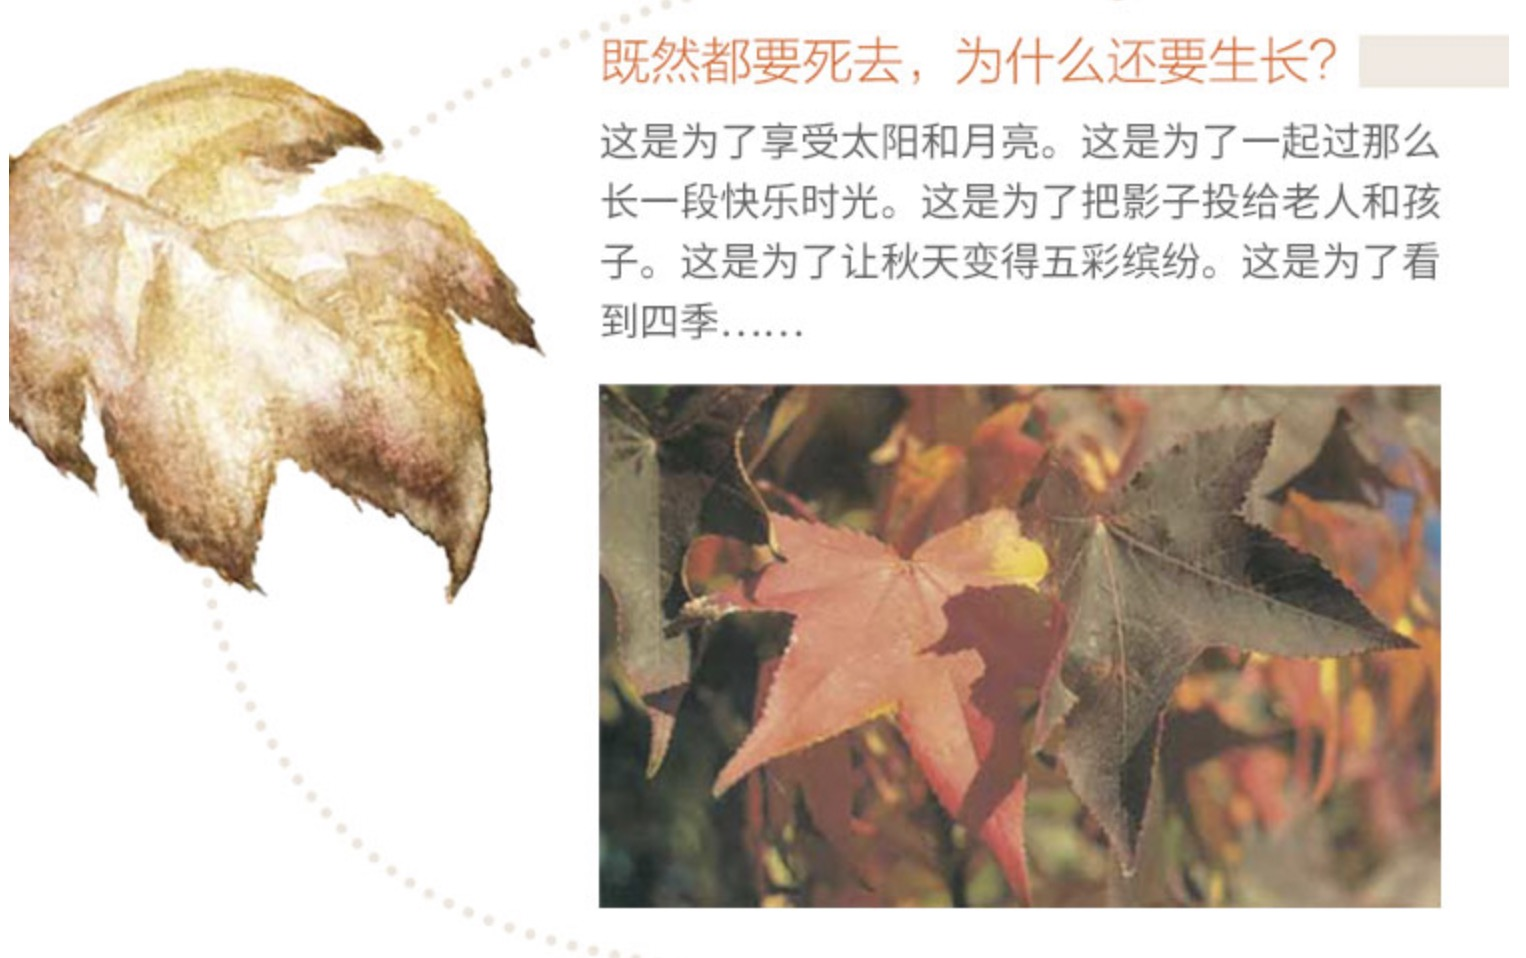 既然都要死去，为什么还要生长？
这是为了享受太阳和月亮。这是为了一起过那么
长一段快乐时光。这是为了把影子投给老人和孩
子。这是为了让秋天变得五彩缤纷。这是为了看
到四季……